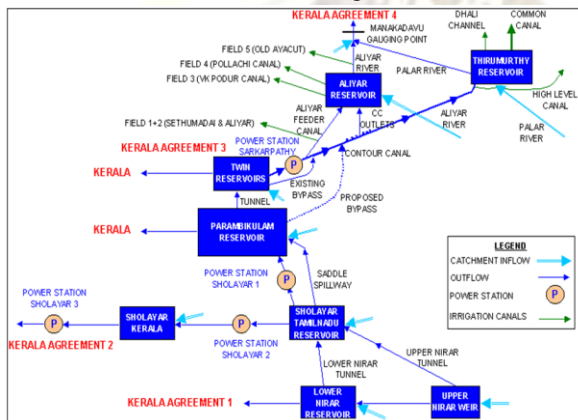 KERALA AGREEMENT 4
MANAKADAVU
GAUGING POINT
DHALI
CHANNEL
COMMON
CANAL
FIELD 5 (OLD AYACUT)
FIELD 4 (POLLACHI CANAL)
FIELD 3 (VK PODUR CANAL)
ALIYAR
RIVER
PALAR RIVER
THIRUMURTHY
RESERVOIR
ALIYAR
RESERVOIR
HIGH LEVEL
CANAL
ALIYAR
FEEDER
CANAL
CC
OUTLETS
ALIYAR
RIVER
PALAR
RIVER
FIELD 1+2 (SETHUMADAI & ALIYAR)
POWER STATION
SARKARPATHY
KERALA AGREEMENT 3
P
CONTOUR CANAL
KERALA
TWIN
RESERVOIRS
EXISTING
BYPASS
PROPOSED
BYPASS
TUNNEL
KERALA
PARAMBIKULAM
RESERVOIR
LEGEND
CATCHMENT INFLOW
OUTFLOW
P
POWER STATION
IRRIGATION CANALS
POWER STATION
SHOLAYAR 1
P
SADDLE
SPILLWAY
POWER STATION
SHOLAYAR 3
P
SHOLAYAR
KERALA
P
SHOLAYAR
TAMILNADU
RESERVOIR
KERALA AGREEMENT 2
POWER STATION
SHOLAYAR 2
LOWER NIRAR
TUNNEL
UPPER NIRAR
TUNNEL
KERALA AGREEMENT 1
LOWER
NIRAR
RESERVOIR
UPPER
NIRAR WEIR